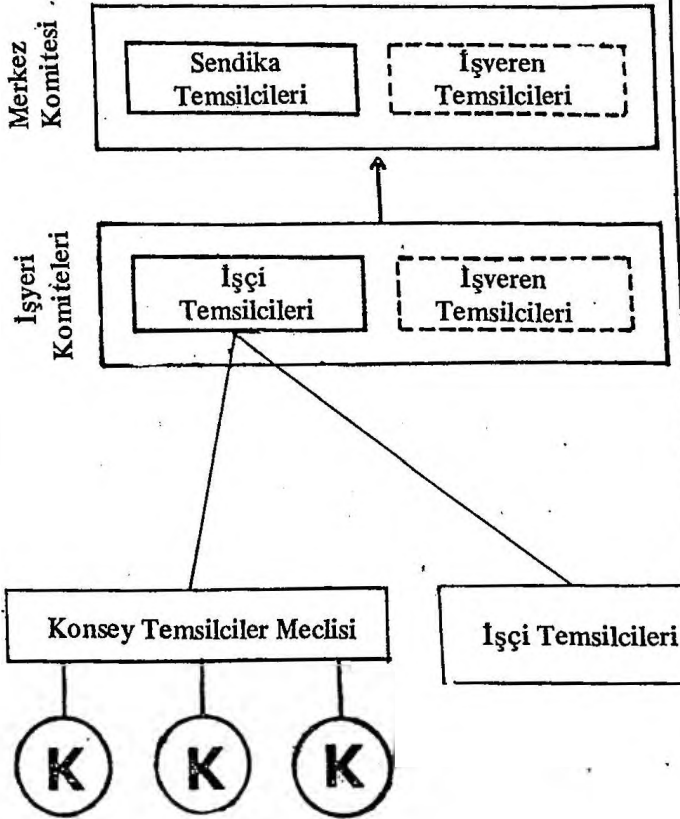 Merkez
Komitesi
Sendika
Temsilcileri
İşveren
Temsilcileri
İşyeri
Komiteleri
İşçi
Temsilcileri
İşveren
Temsilcileri
Konsey Temsilciler Meclisi
İşçi Temsilcileri
K
K
K